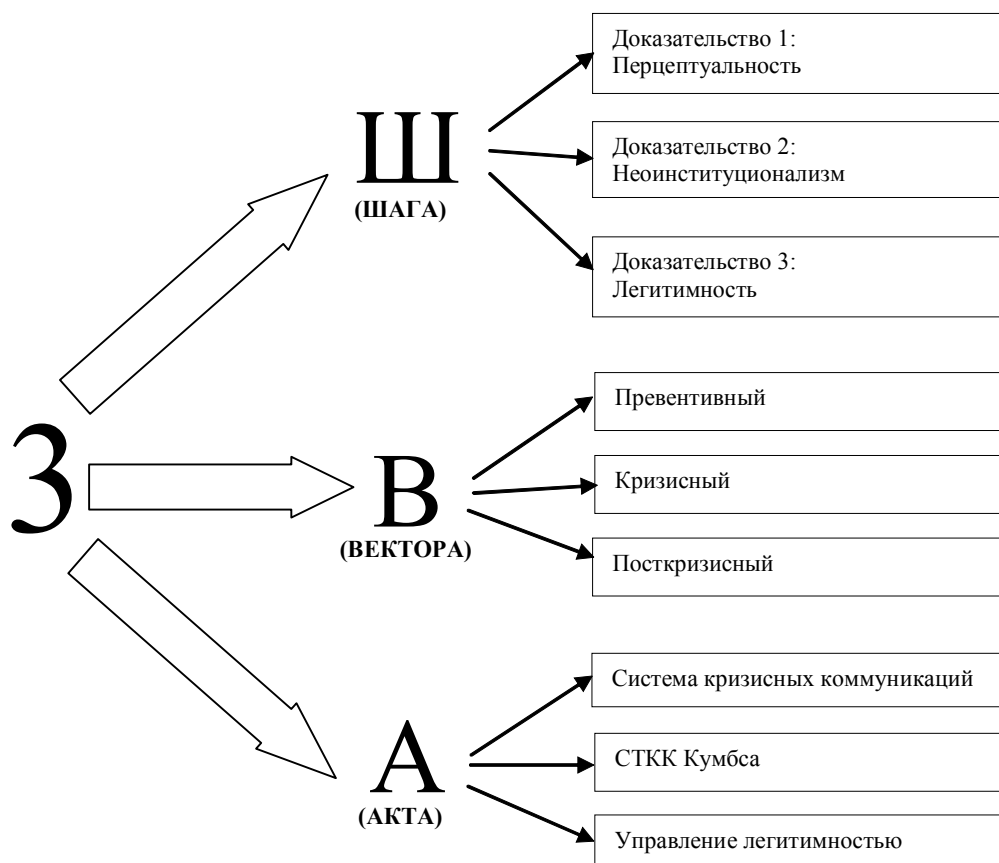 Доказательство 1:
Перцептуальность
Ш
(ШАГА)
Доказательство 2:
Неоинституционализм
Доказательство 3:
Легитимность
3
В
(ВЕКТОРА)
Превентивный
Кризисный
Посткризисный
А
(АКТА)
Система кризисных коммуникаций
СТКК Кумбса
Управление легитимностью